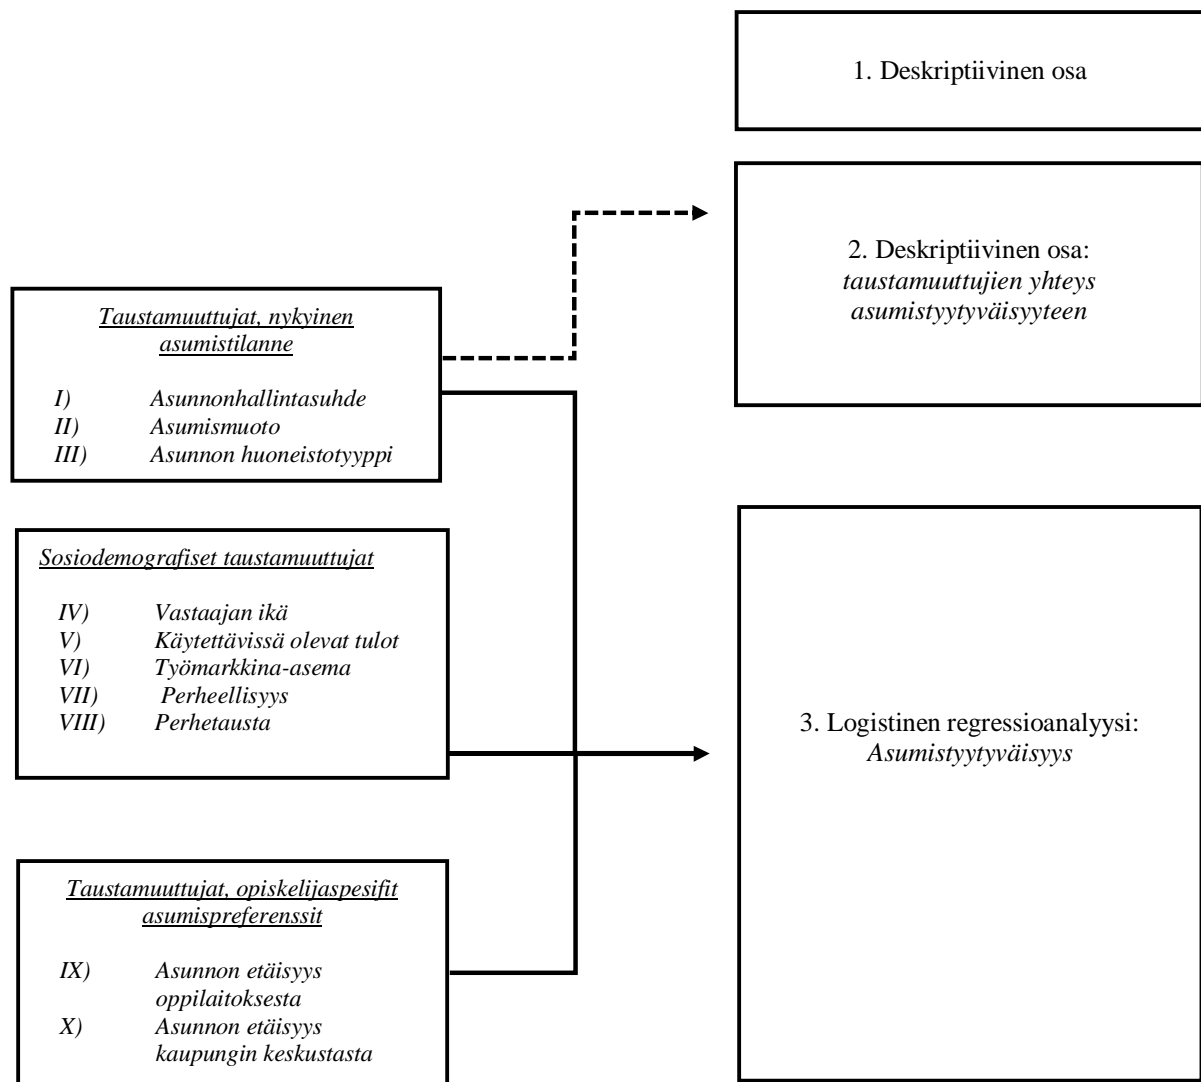 1. Deskriptiivinen osa
2. Deskriptiivinen osa:
taustamuuttujien yhteys
asumistyytyväisyyteen
Taustamuuttujat, nykyinen
asumistilanne
I) Asunnonhallintasuhde
II) Asumismuoto
III) Asunnon huoneistotyyppi
Sosiodemografiset taustamuuttujat
IV) Vastaajan ikä
V) Käytettävissä olevat tulot
VI) Työmarkkina-asema
VII) Perheellisyys
VIII) Perhetausta
3. Logistinen regressioanalyysi:
Asumistyytyväisyys
Taustamuuttujat, opiskelijaspesifit
asumispreferenssit
IX) Asunnon etäisyys
oppilaitoksesta
X) Asunnon etäisyys
kaupungin keskustasta